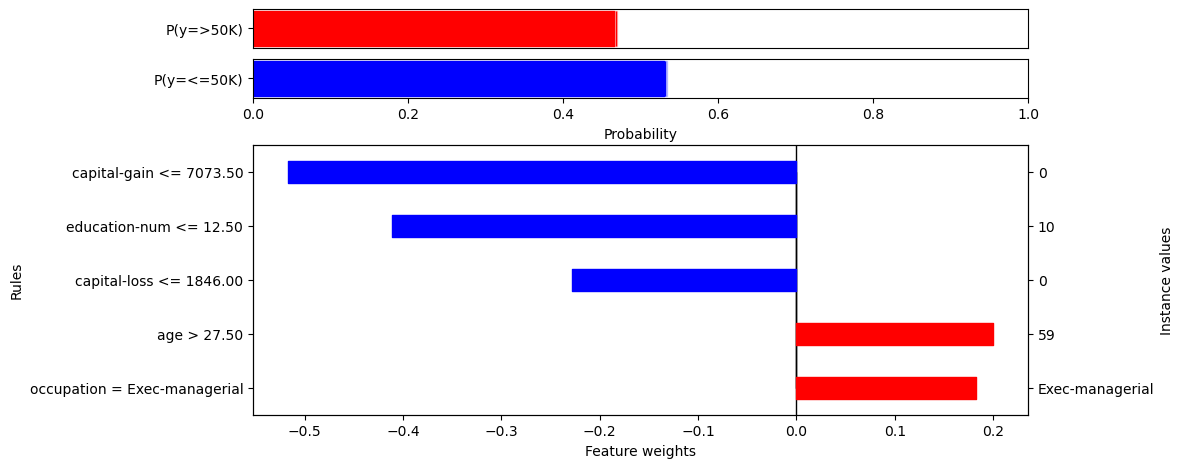 P(y=>50K)
P(y=<=50K)
0.0 0.2 0.4 0.6 0.8 1.0
Probability
capital-gain <= 7073.50 0
education-num <= 12.50 10
capital-loss <= 1846.00 0
age > 27.50 59
occupation = Exec-managerial Exec-managerial
Rules
Instance values
−0.5 −0.4 −0.3 −0.2 −0.1 0.0 0.1 0.2
Feature weights